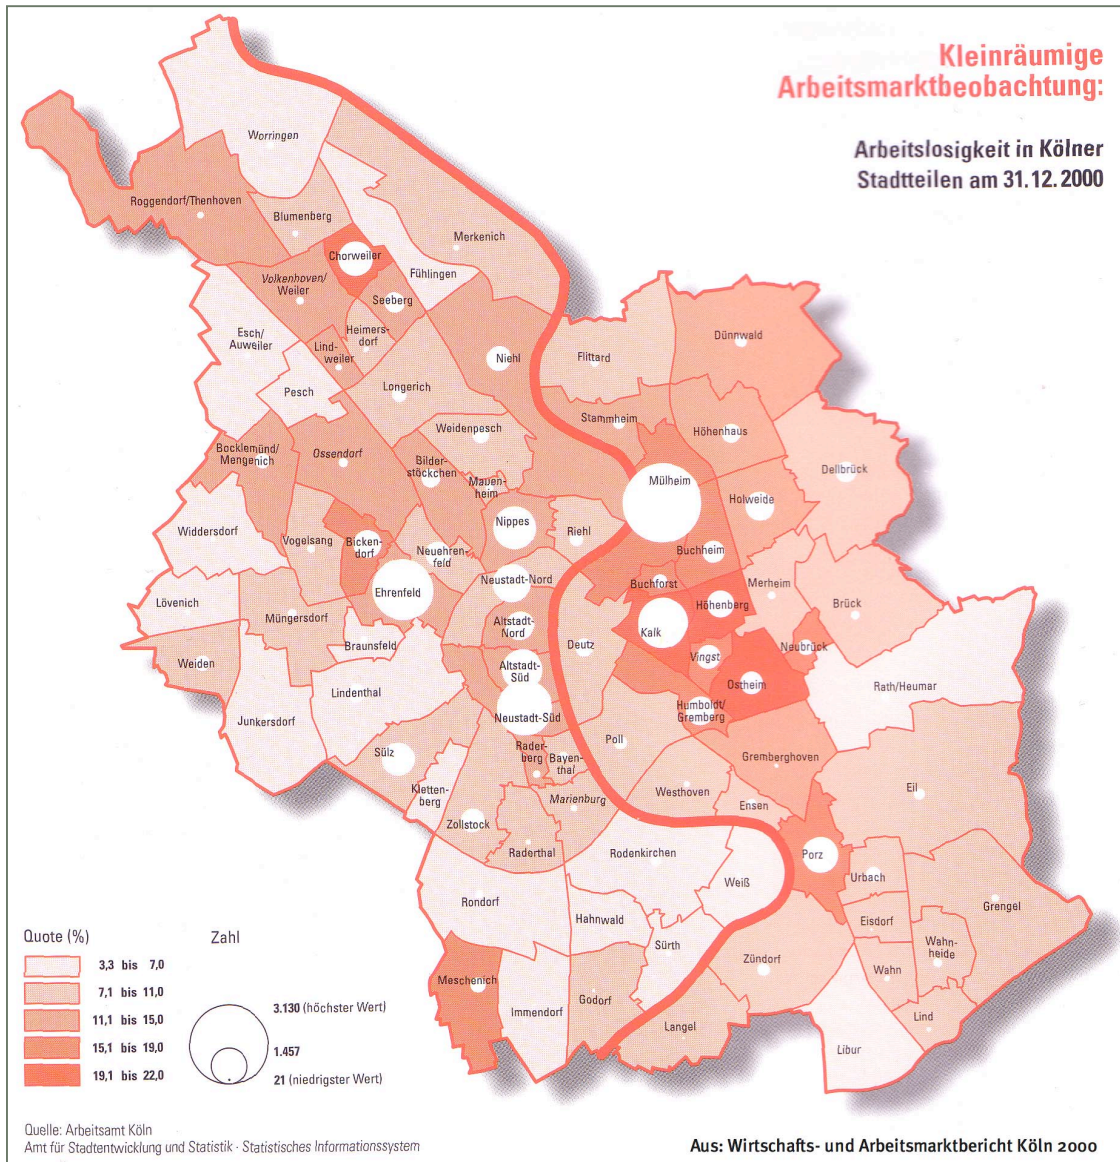 Kleinräumige
Arbeitsmarktbeobachtung:
Arbeitslosigkeit in Kölner
Stadtteilen am 31.12.2000
Worringen
Roggendorf/Thenhoven
Blumenberg
Merkenich
Chorweiler
Fühlingen
Volkenhoven/
Weiler
Seeberg
Esch/
Auweiler
Heimers-
dorf
Lind-
weiler
Niehl
Flittard
Dünnwald
Pesch
Longerich
Stammheim
Höhenhaus
Weidenpesch
Bocklemünd/
Mengenich
Ossendorf
Bilder-
stöckchen
Mauen-
heim
Mülheim
Dellbrück
Holweide
Widdersdorf
Vogelsang
Bicken-
dorf
Neuehren-
feld
Nippes
Riehl
Buchheim
Neustadt-Nord
Buchforst
Merheim
Ehrenfeld
Lövenich
Müngersdorf
Altstadt-
Nord
Kalk
Höhenberg
Brück
Braunsfeld
Deutz
Vingst
Neubrück
Weiden
Altstadt-
Süd
Ostheim
Rath/Heumar
Lindenthal
Junkersdorf
Neustadt-Süd
Humboldt/
Gremberg
Sülz
Rader-
berg
Bayen-
thal
Poll
Gremberghoven
Kletten-
berg
Marienburg
Westhoven
Ensen
Eil
Zollstock
Raderthal
Rodenkirchen
Porz
Weiß
Urbach
Rondorf
Hahnwald
Eisdorf
Grengel
Sürth
Wahn-
heide
Meschenich
Immendorf
Godorf
Zündorf
Wahn
Langel
Lind
Libur
Quote (%)
3,3 bis 7,0
7,1 bis 11,0
11,1 bis 15,0
15,1 bis 19,0
19,1 bis 22,0
Zahl
3.130 (höchster Wert)
1.457
21 (niedrigster Wert)
Quelle: Arbeitsamt Köln
Amt für Stadtentwicklung und Statistik · Statistisches Informationssystem
Aus: Wirtschafts- und Arbeitsmarktbericht Köln 2000